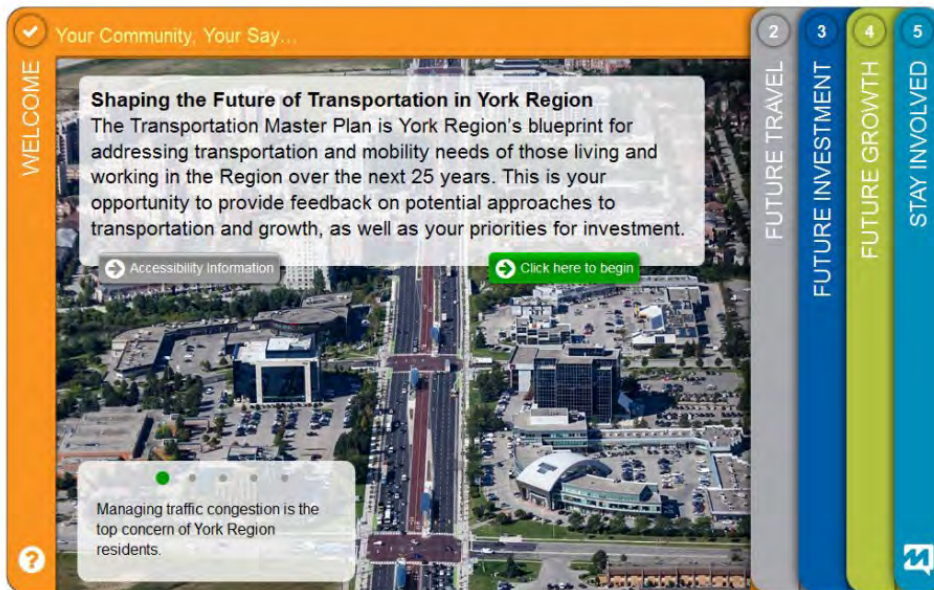 Your Community, Your Say...
WELCOME
Shaping the Future of Transportation in York Region
The Transportation Master Plan is York Region's blueprint for
addressing transportation and mobility needs of those living and
working in the Region over the next 25 years. This is your
opportunity to provide feedback on potential approaches to
transportation and growth, as well as your priorities for investment.
Accessibility Information
Click here to begin
Managing traffic congestion is the
top concern of York Region
residents.
?
2
FUTURE TRAVEL
3
FUTURE INVESTMENT
4
FUTURE GROWTH
5
STAY INVOLVED